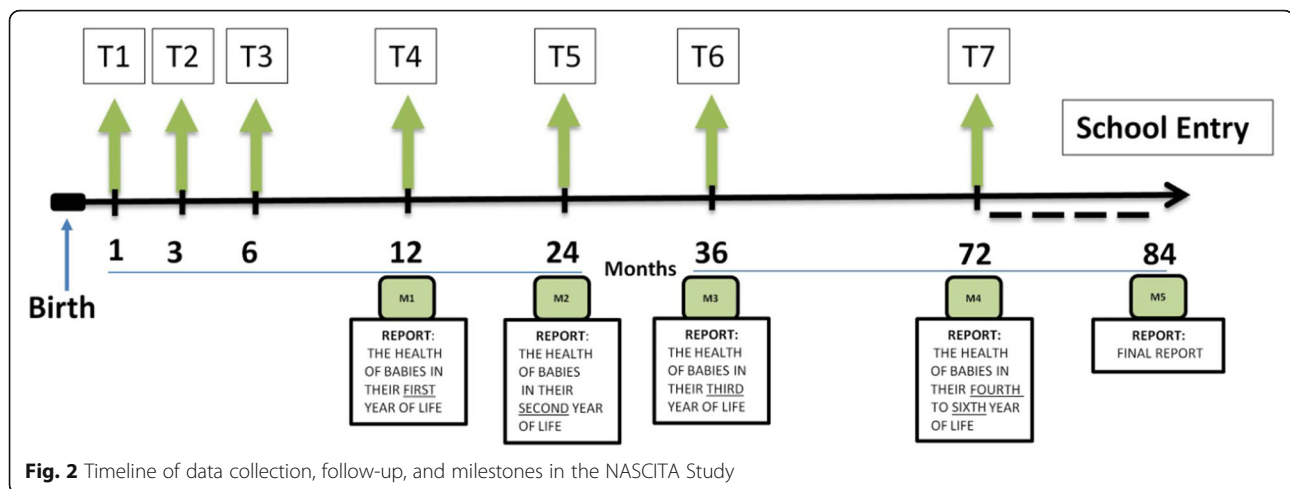 T1 T2 T3 T4 T5 T6 T7
School Entry
1 3 6 12 24 36 72 84
Months
Birth
M1 M2 M3 M4 M5
REPORT:
THE HEALTH
OF BABIES IN
THEIR FIRST
YEAR OF LIFE
REPORT:
THE HEALTH
OF BABIES
IN THEIR
SECOND YEAR
OF LIFE
REPORT:
THE HEALTH
OF BABIES IN
THEIR THIRD
YEAR OF LIFE
REPORT:
THE HEALTH
OF BABIES IN
THEIR FOURTH
TO SIXTH YEAR
OF LIFE
REPORT:
FINAL REPORT
Fig. 2 Timeline of data collection, follow-up, and milestones in the NASCITA Study